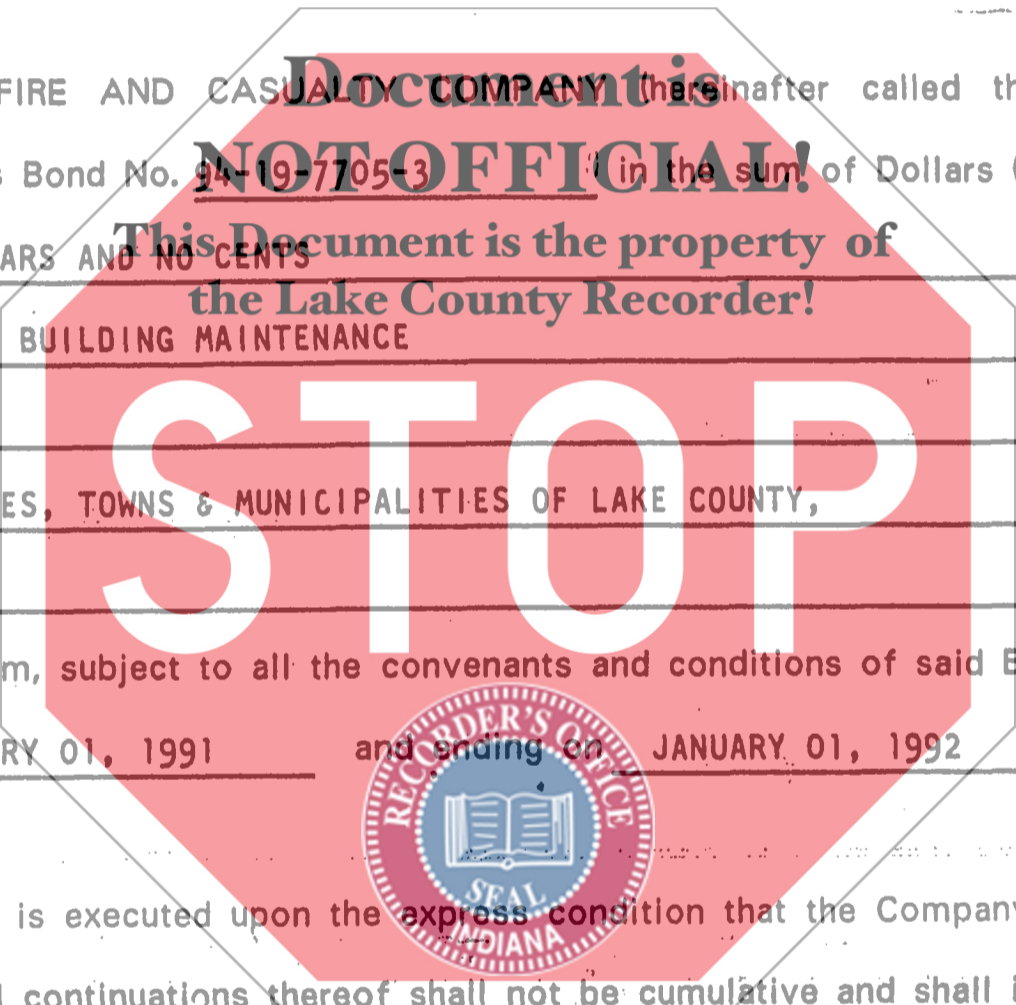 Document is
FIRE AND CASUALTY COMPANY (hereinafter called th
NOT OFFICIAL!
s Bond No. 94-19-7705-3 in the sum of Dollars (
This Document is the property of
ARS AND NO CENTS
the Lake County Recorder!
BUILDING MAINTENANCE
STOP
ES, TOWNS & MUNICIPALITIES OF LAKE COUNTY,
m, subject to all the convenants and conditions of said B
RY 01, 1991 and ending on JANUARY 01, 1992
RECORDER'S OFFICE
SEAL
INDIANA
is executed upon the express condition that the Company
continuations thereof shall not be cumulative and shall i